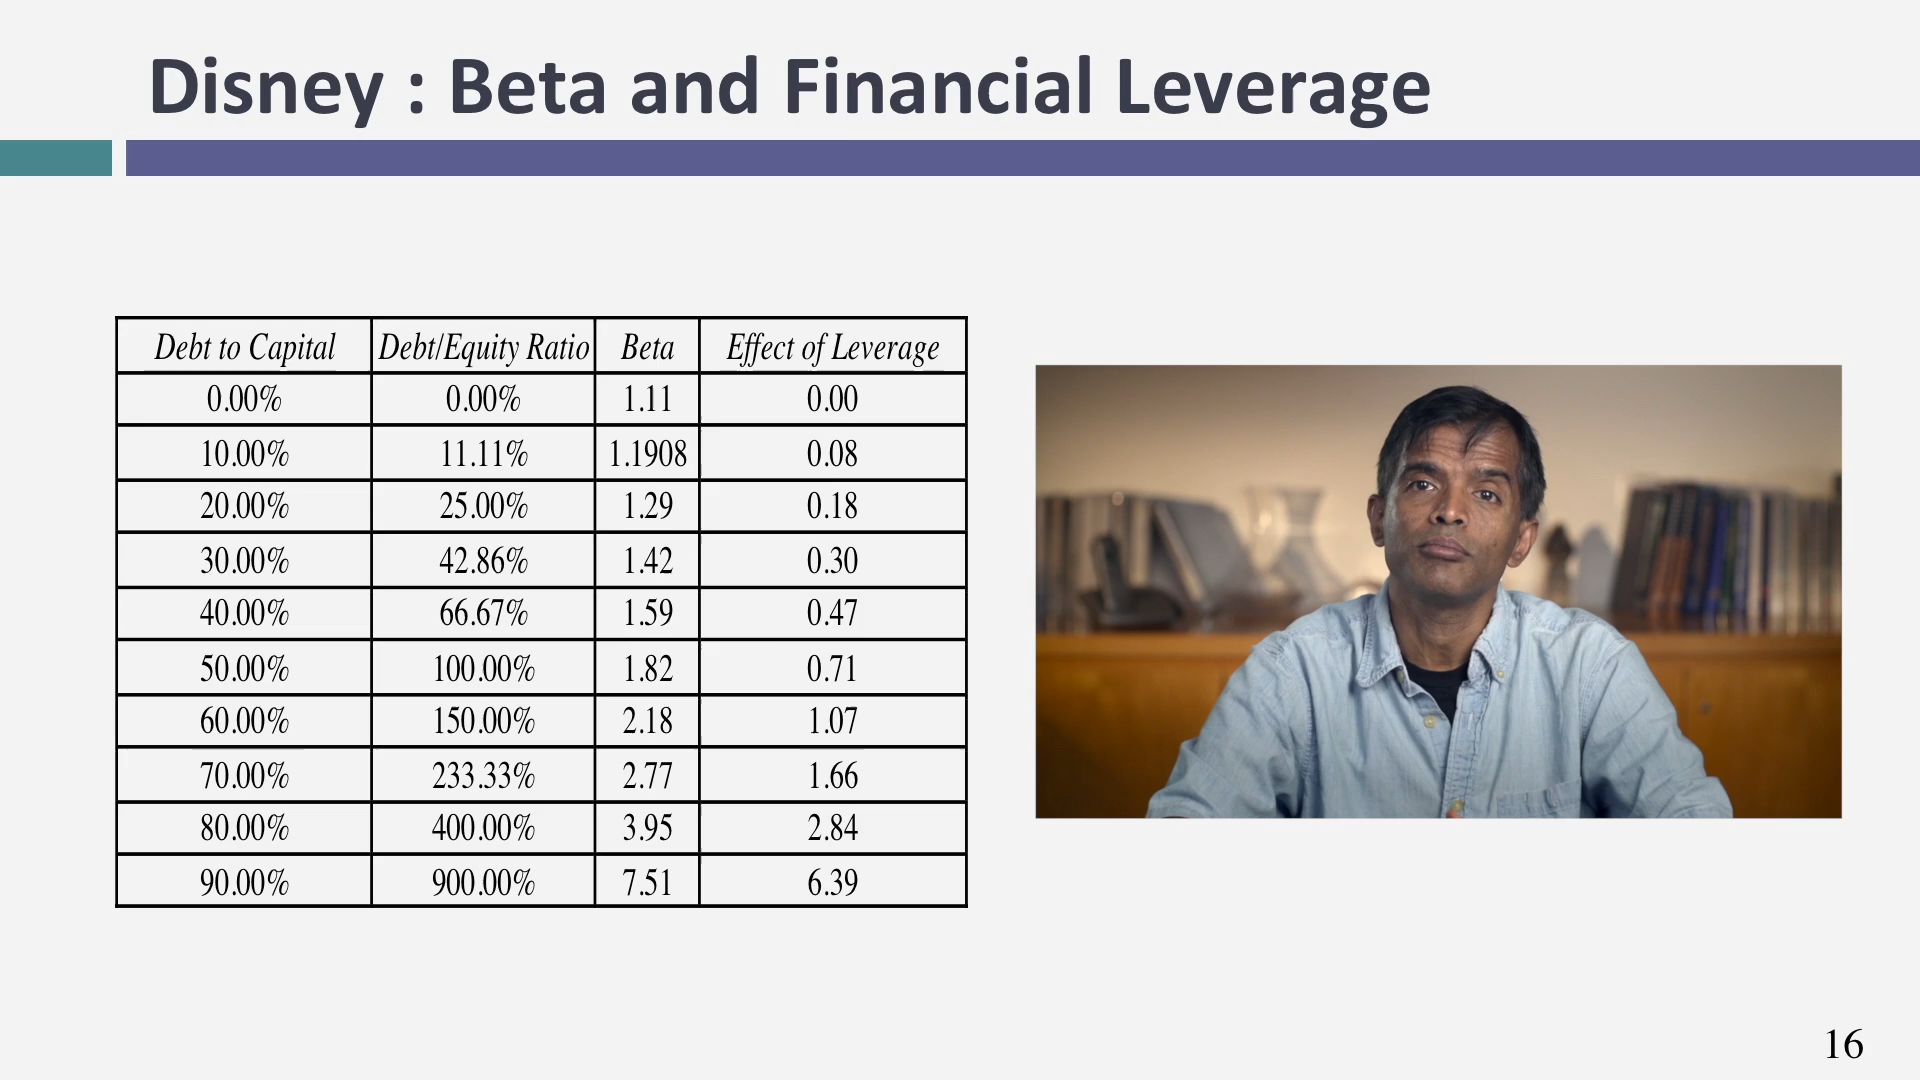 Disney : Beta and Financial Leverage
Debt to Capital Debt/Equity Ratio Beta Effect of Leverage
0.00% 0.00% 1.11 0.00
10.00% 11.11% 1.1908 0.08
20.00% 25.00% 1.29 0.18
30.00% 42.86% 1.42 0.30
40.00% 66.67% 1.59 0.47
50.00% 100.00% 1.82 0.71
60.00% 150.00% 2.18 1.07
70.00% 233.33% 2.77 1.66
80.00% 400.00% 3.95 2.84
90.00% 900.00% 7.51 6.39
16